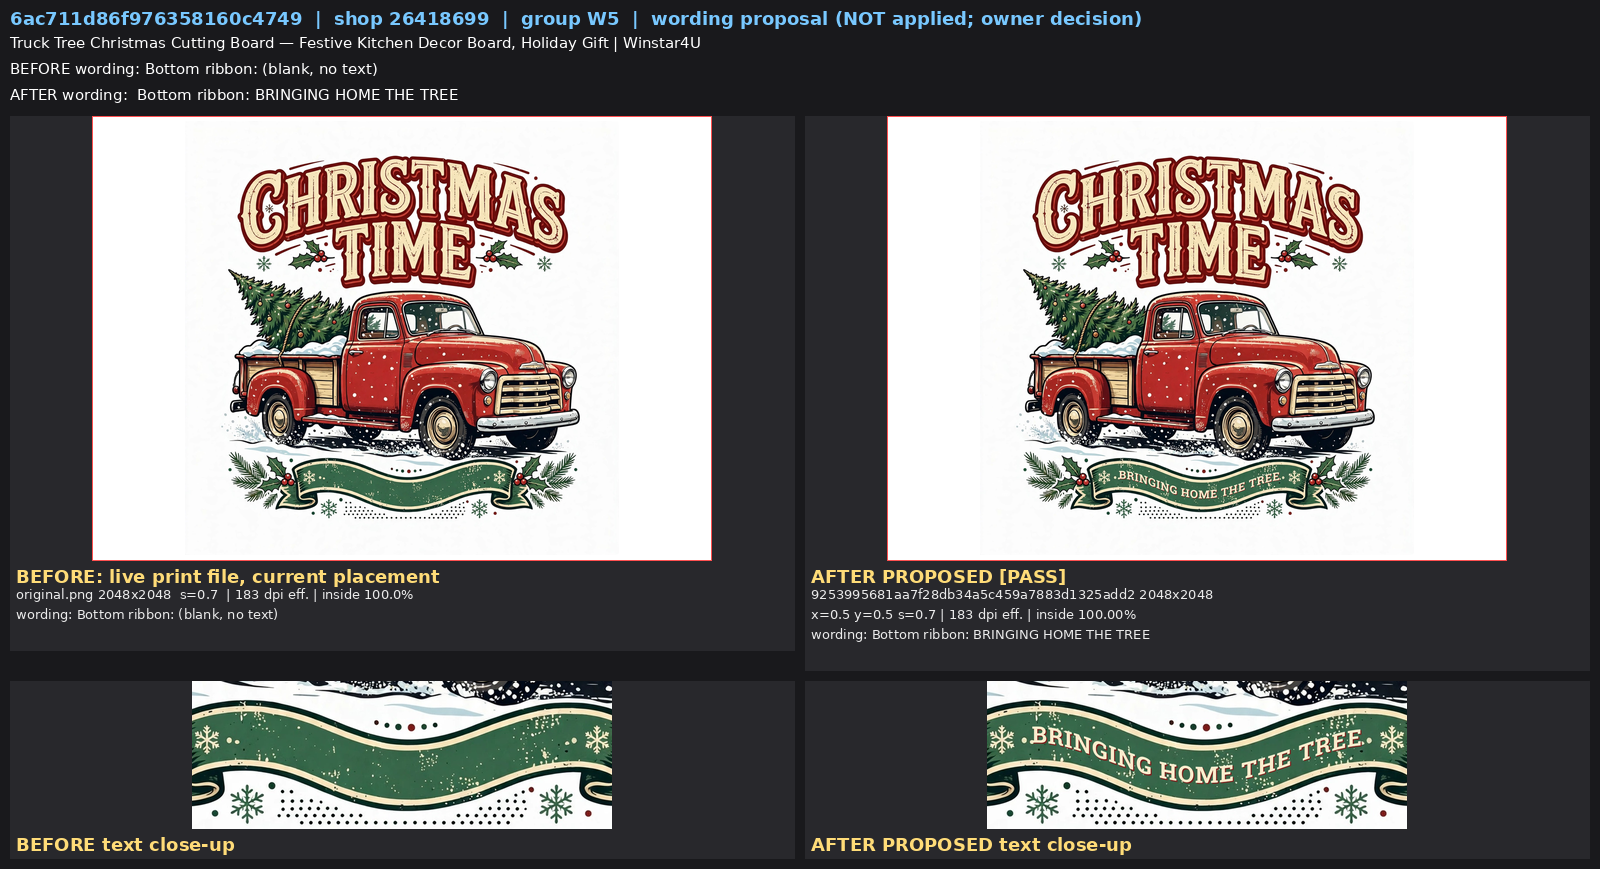 6ac711d86f976358160c4749 | shop 26418699 | group W5 | wording proposal (NOT applied; owner decision)
Truck Tree Christmas Cutting Board — Festive Kitchen Decor Board, Holiday Gift | Winstar4U
BEFORE wording: Bottom ribbon: (blank, no text)
AFTER wording: Bottom ribbon: BRINGING HOME THE TREE
CHRISTMAS
TIME
BEFORE: live print file, current placement
original.png 2048x2048 s=0.7 | 183 dpi eff. | inside 100.0%
wording: Bottom ribbon: (blank, no text)
CHRISTMAS
TIME
BRINGING HOME THE TREE
AFTER PROPOSED [PASS]
9253995681aa7f28db34a5c459a7883d1325add2 2048x2048
x=0.5 y=0.5 s=0.7 | 183 dpi eff. | inside 100.00%
wording: Bottom ribbon: BRINGING HOME THE TREE
BEFORE text close-up
BRINGING HOME THE TREE
AFTER PROPOSED text close-up